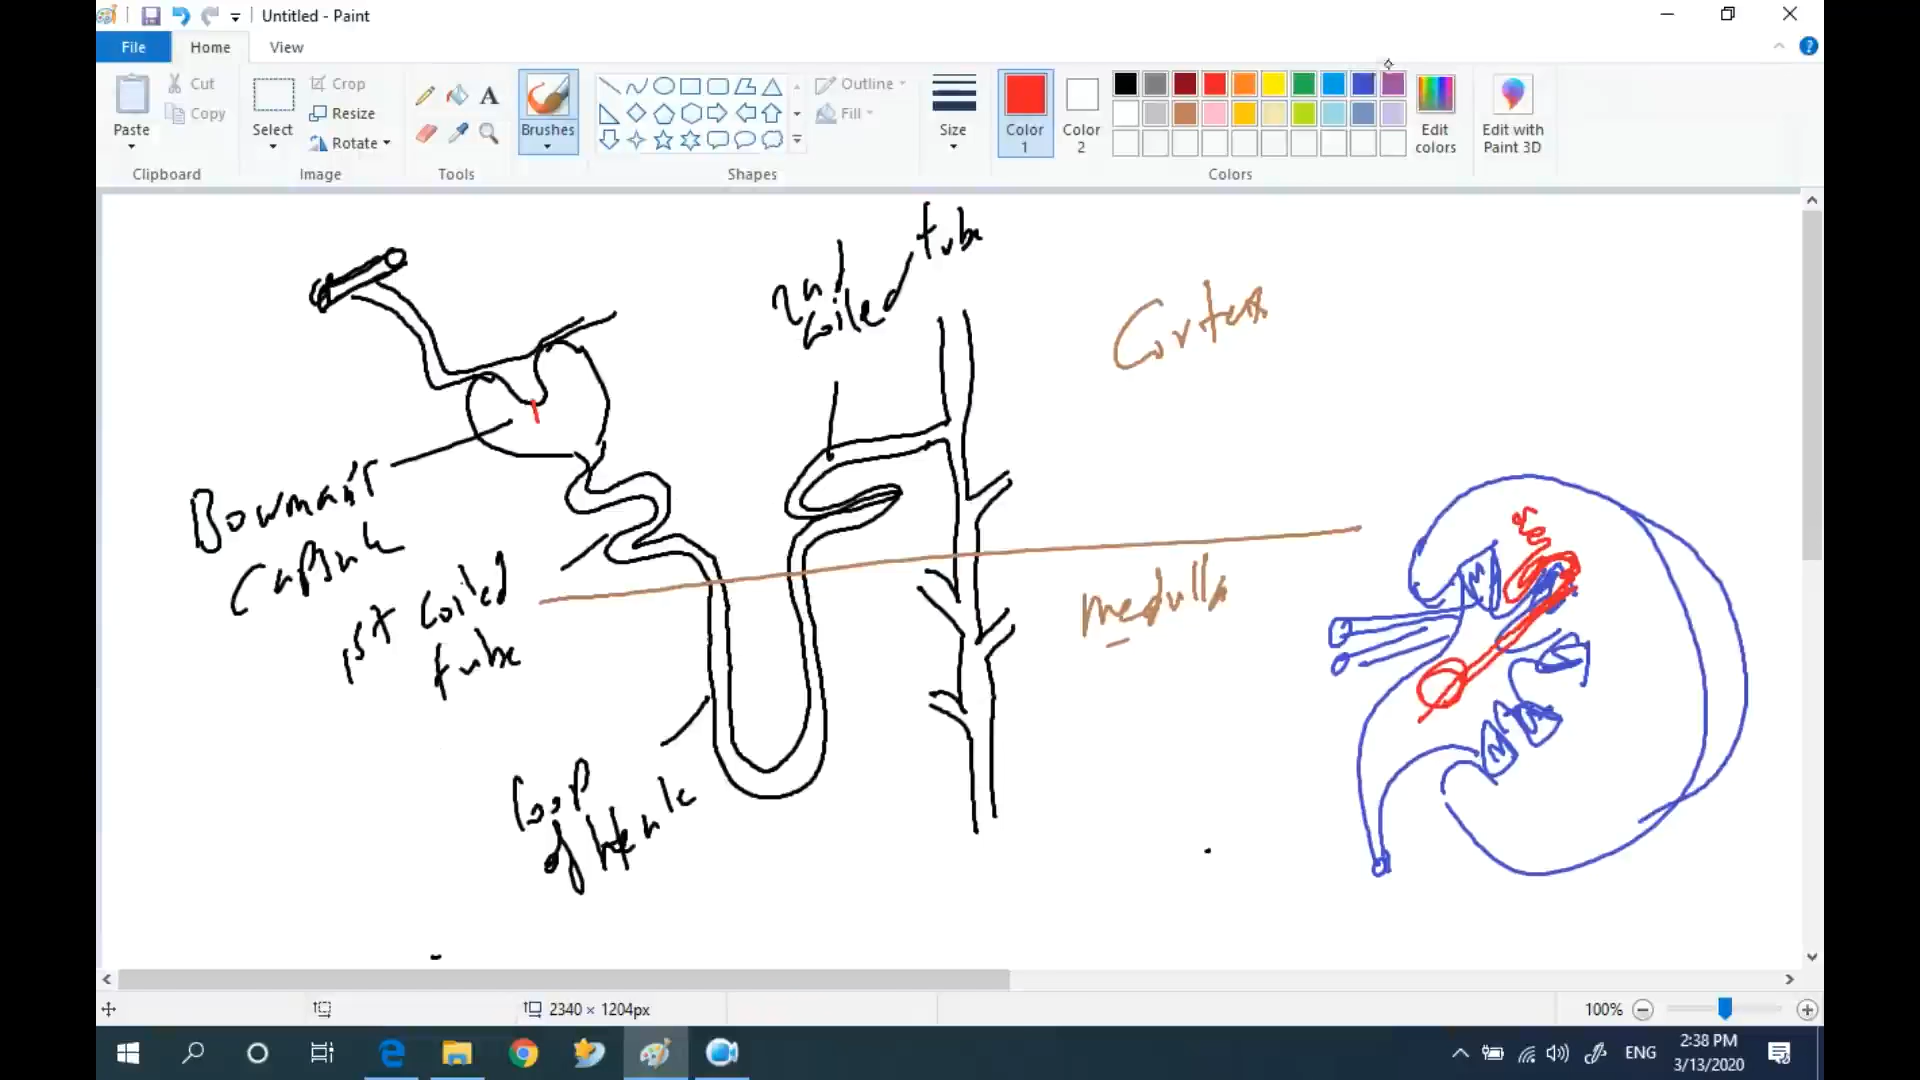 Untitled - Paint
File
Home
View
Paste
Cut
Copy
Clipboard
Select
Crop
Resize
Rotate
Image
A
Tools
Brushes
Outline
Fill
Shapes
Size
Color
1
Color
2
Edit
colors
Colors
Edit with
Paint 3D
?
2nd
coiled
tube
Cortex
Bowman's
Capsule
1st coiled
tube
medulla
loop
of Henle
2340 × 1204px
100%
ENG
2:38 PM
3/13/2020